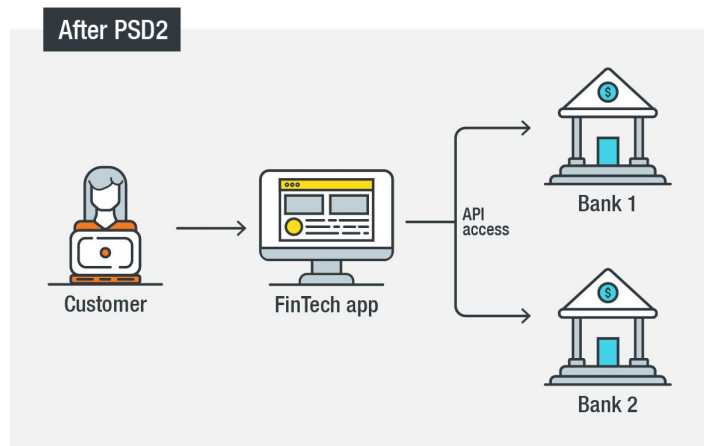 After PSD2
$
Bank 1
API
access
Customer
FinTech app
$
Bank 2